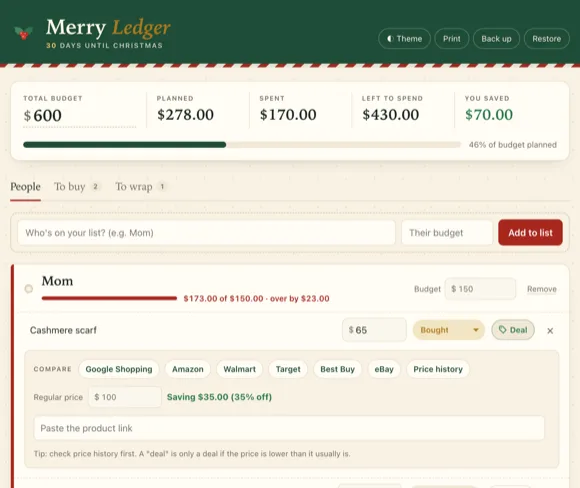 Merry Ledger
30 DAYS UNTIL CHRISTMAS
Theme
Print
Back up
Restore
TOTAL BUDGET
$600
PLANNED
$278.00
SPENT
$170.00
LEFT TO SPEND
$430.00
YOU SAVED
$70.00
46% of budget planned
People
To buy 2
To wrap 1
Who's on your list? (e.g. Mom)
Their budget
Add to list
Mom
$173.00 of $150.00 · over by $23.00
Budget $ 150
Remove
Cashmere scarf
$ 65
Bought
Deal
×
COMPARE
Google Shopping
Amazon
Walmart
Target
Best Buy
eBay
Price history
Regular price $ 100 Saving $35.00 (35% off)
Paste the product link
Tip: check price history first. A "deal" is only a deal if the price is lower than it usually is.